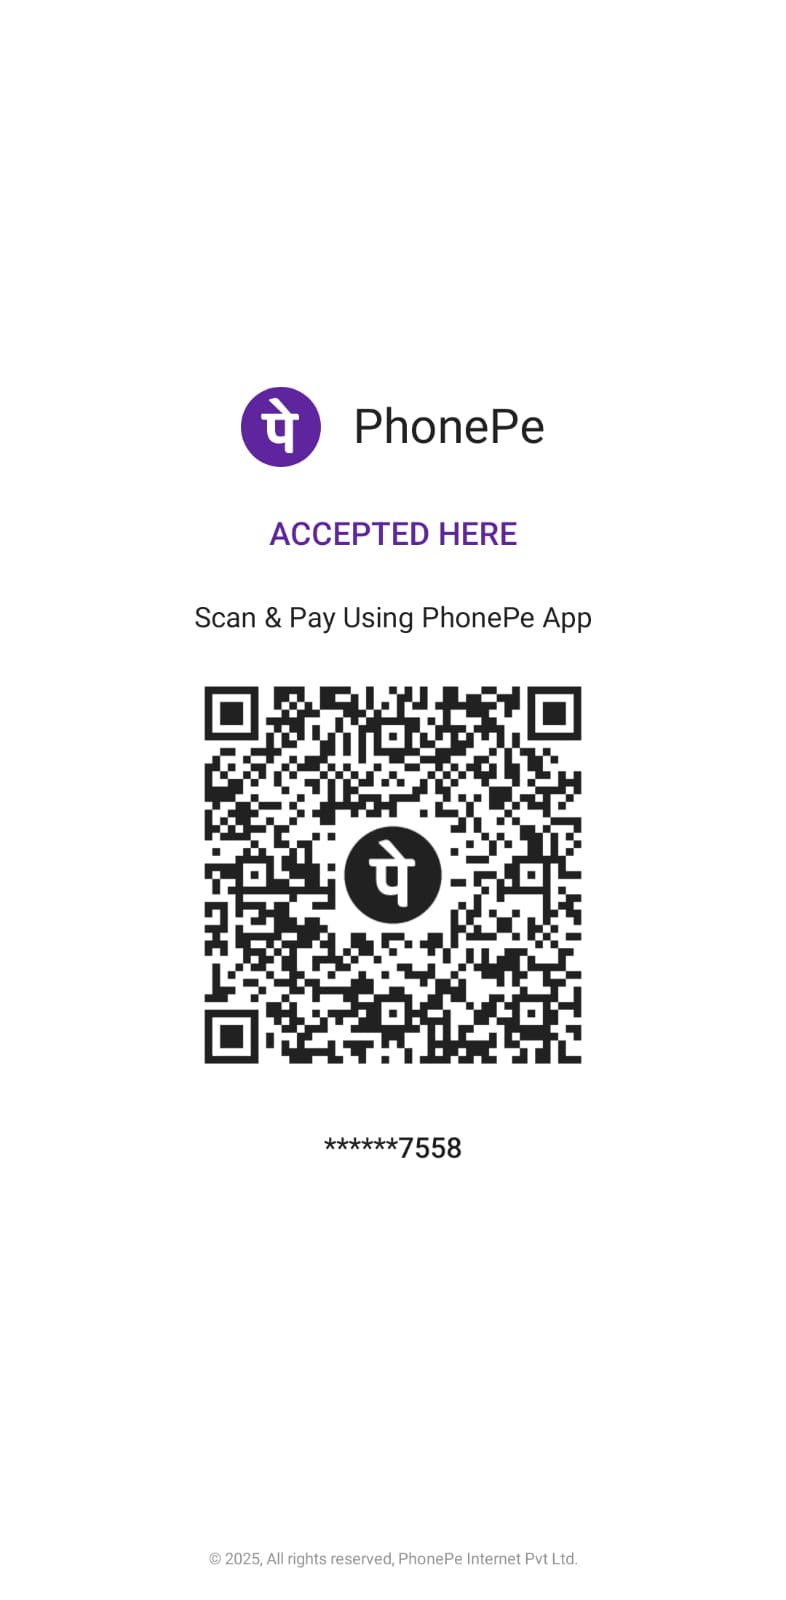 पे PhonePe
ACCEPTED HERE
Scan & Pay Using PhonePe App
पे
******7558
© 2025, All rights reserved, PhonePe Internet Pvt Ltd.